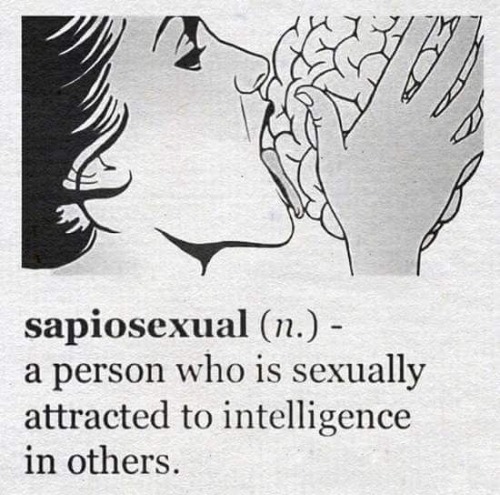 sapiosexual (n.) -
a person who is sexually
attracted to intelligence
in others.